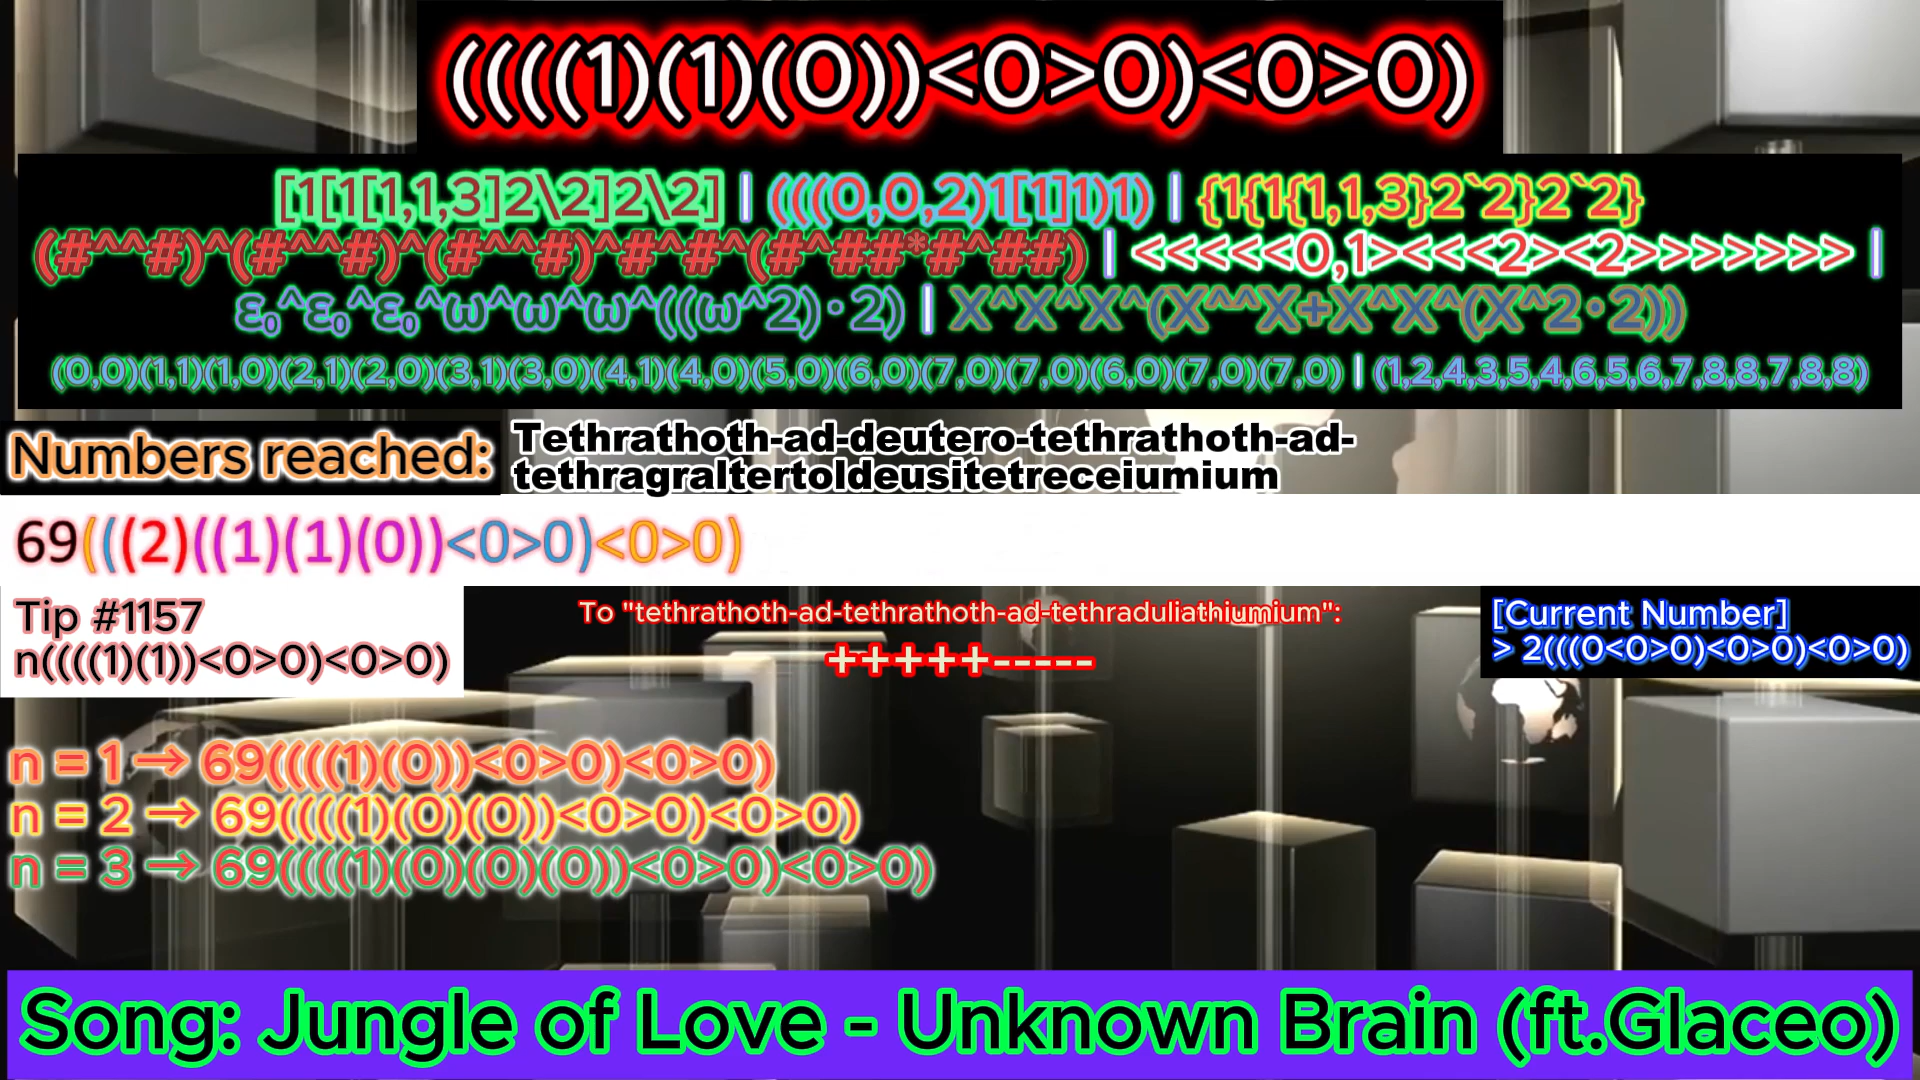 ((((1)(1)(0))<0>0)<0>0)
[1[1[1,1,3]2\2]2\2] | (((0,0,2)1[1]1)1) | {1{1{1,1,3}2`2}2`2}
(#^^#)^(#^^#)^(#^^#)^#^#^(#^##*#^##) | <<<<<0,1><<<2><2>>>>>>> |
ε₀^ε₀^ε₀^ω^ω^ω^((ω^2)·2) | X^X^X^(X^^X+X^X^(X^2·2))
(0,0)(1,1)(1,0)(2,1)(2,0)(3,1)(3,0)(4,1)(4,0)(5,0)(6,0)(7,0)(7,0)(6,0)(7,0)(7,0) | (1,2,4,3,5,4,6,5,6,7,8,8,7,8,8)
Numbers reached: Tethrathoth-ad-deutero-tethrathoth-ad-
tethragraltertoldeusitetreceiumium
69(((2)((1)(1)(0))<0>0)<0>0)
Tip #1157
n((((1)(1))<0>0)<0>0)
To "tethrathoth-ad-tethrathoth-ad-tethraduliathiumium":
+++++-----
[Current Number]
> 2(((0<0>0)<0>0)<0>0)
n = 1 → 69((((1)(0))<0>0)<0>0)
n = 2 → 69((((1)(0)(0))<0>0)<0>0)
n = 3 → 69((((1)(0)(0)(0))<0>0)<0>0)
Song: Jungle of Love - Unknown Brain (ft.Glaceo)